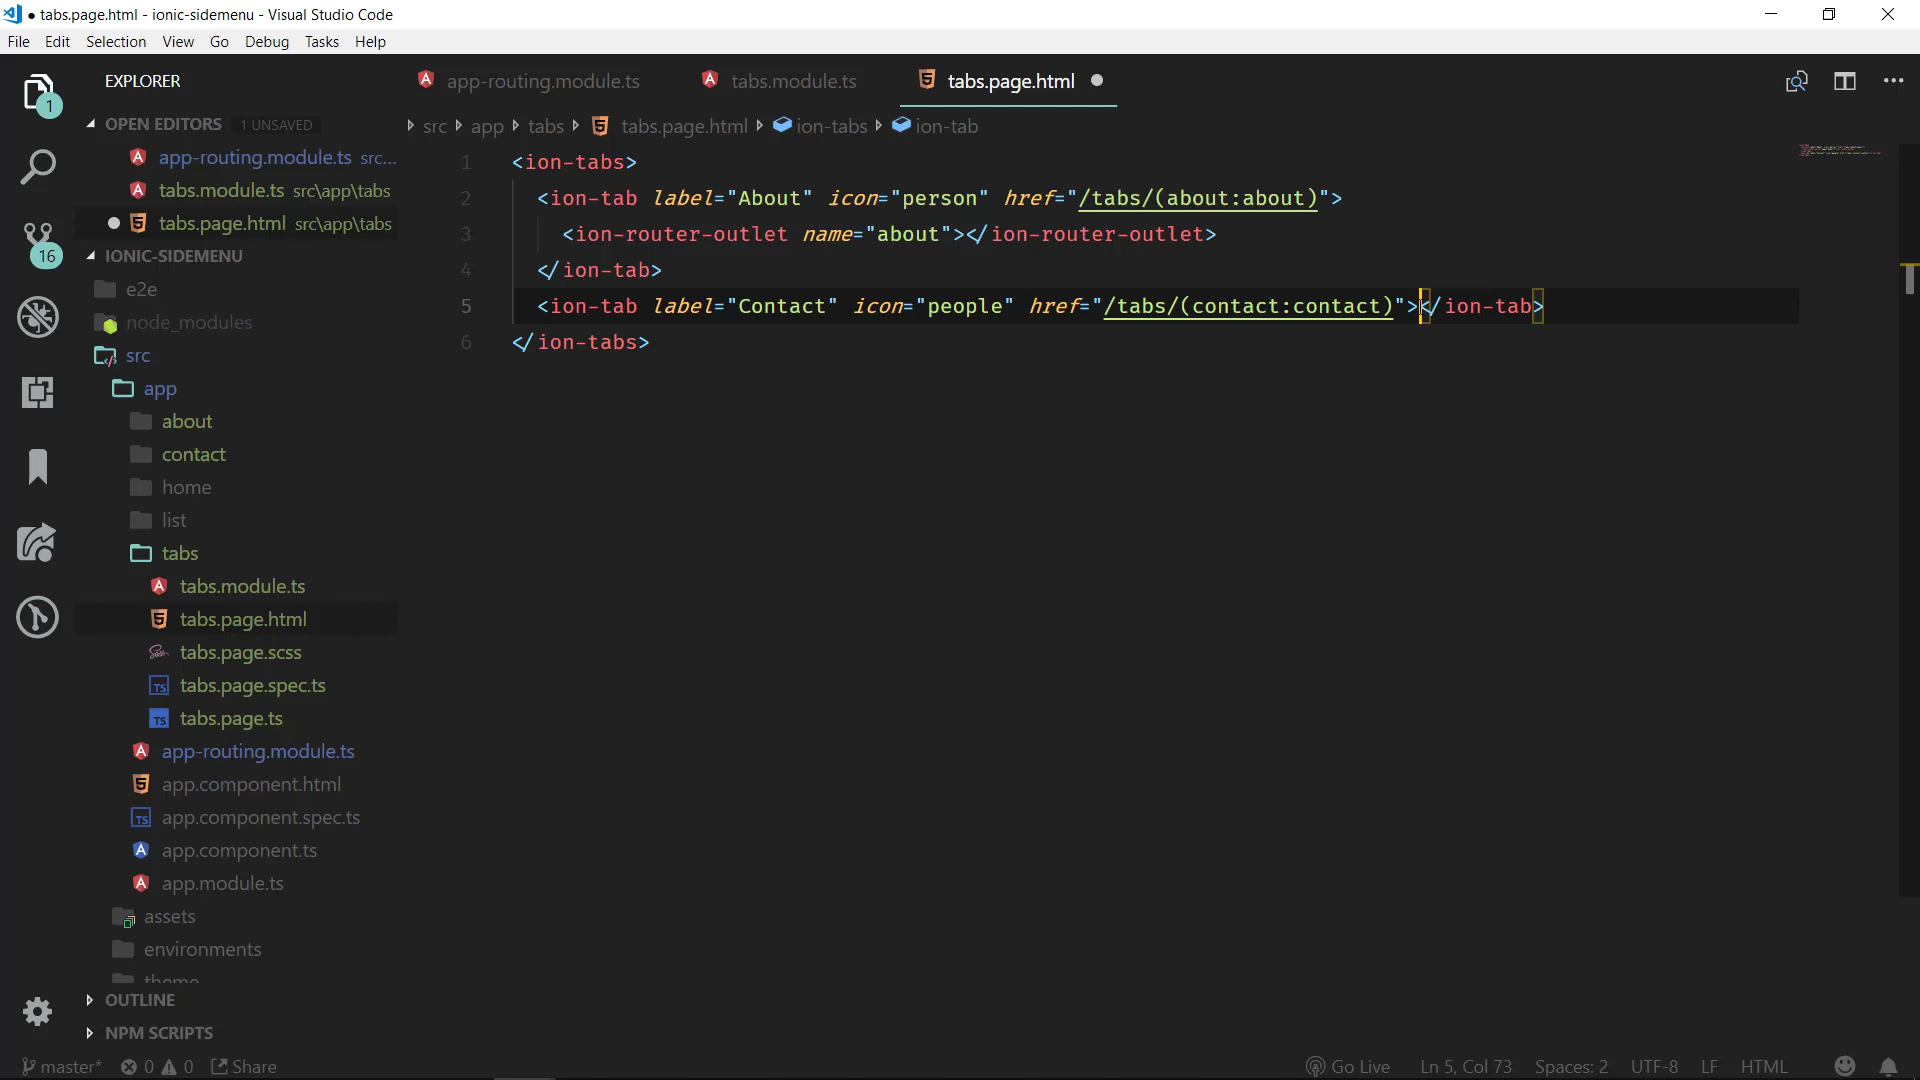 ● tabs.page.html - ionic-sidemenu - Visual Studio Code
File Edit Selection View Go Debug Tasks Help
EXPLORER
app-routing.module.ts tabs.module.ts tabs.page.html
1
OPEN EDITORS 1 UNSAVED
src app tabs tabs.page.html ion-tabs ion-tab
app-routing.module.ts src...
tabs.module.ts src\app\tabs
tabs.page.html src\app\tabs
16
IONIC-SIDEMENU
e2e
node_modules
src
app
about
contact
home
list
tabs
tabs.module.ts
tabs.page.html
tabs.page.scss
tabs.page.spec.ts
tabs.page.ts
app-routing.module.ts
app.component.html
app.component.spec.ts
app.component.ts
app.module.ts
assets
environments
theme
OUTLINE
NPM SCRIPTS
1 <ion-tabs>
2 <ion-tab label="About" icon="person" href="/tabs/(about:about)">
3 <ion-router-outlet name="about"></ion-router-outlet>
4 </ion-tab>
5 <ion-tab label="Contact" icon="people" href="/tabs/(contact:contact)"></ion-tab>
6 </ion-tabs>
master* 0 0 Share Go Live Ln 5, Col 73 Spaces: 2 UTF-8 LF HTML